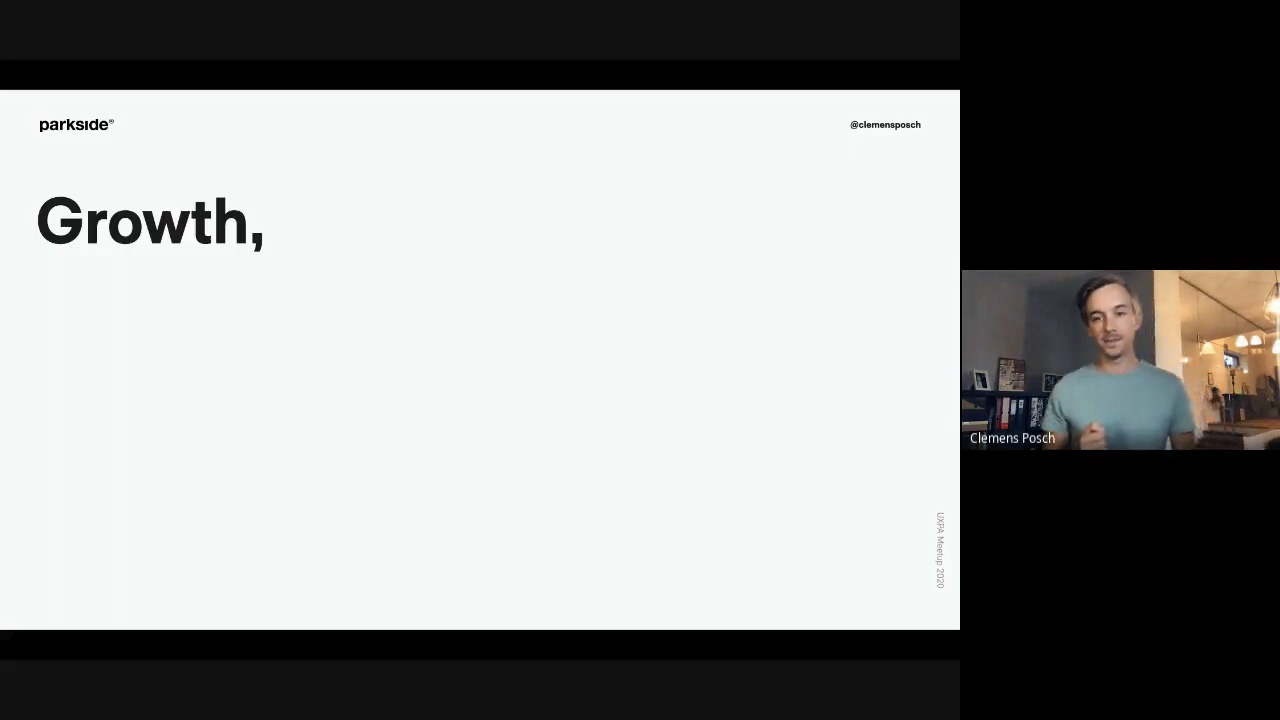 parkside®
@clemensposch
Growth,
UXPA Meetup 2020
Clemens Posch